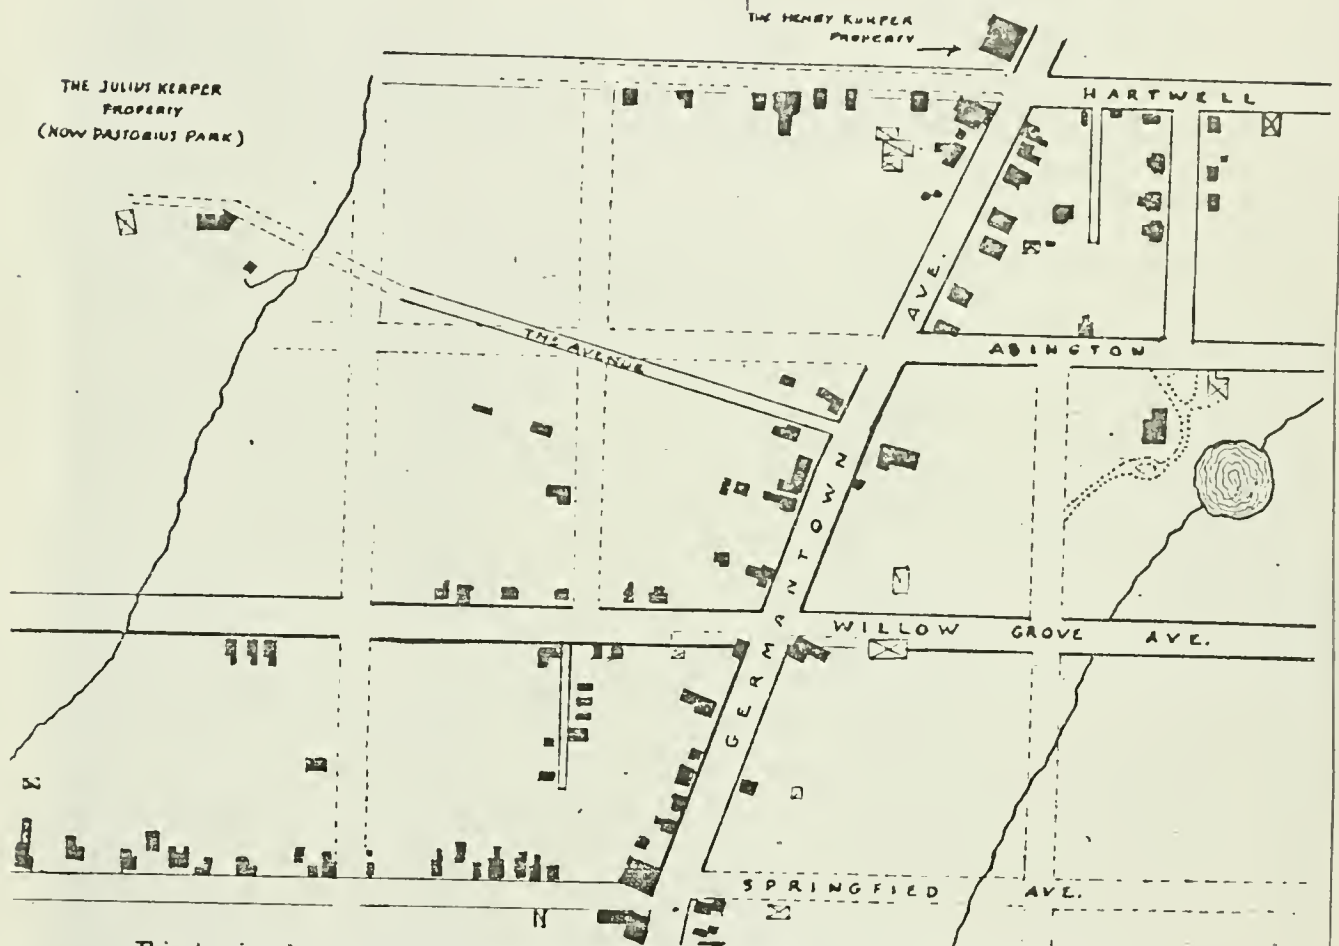 THE HENRY KERPER
PROPERTY
THE JULIUS KERPER
PROPERTY
(NOW PASTORIUS PARK)
HARTWELL
AVE.
THE AVENUE
ABINGTON
GERMANTOWN
WILLOW GROVE AVE.
SPRINGFIED AVE.